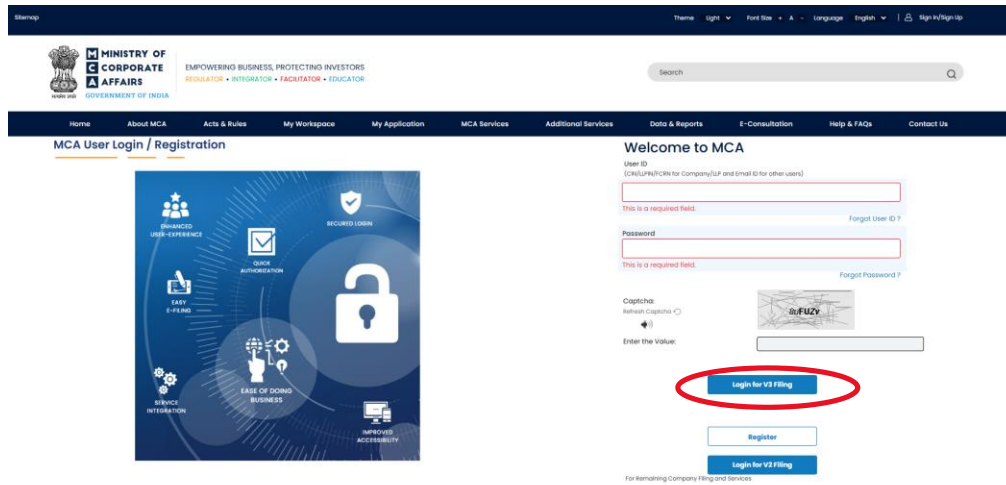 Sitemap
Theme Light Font Size + A - Language English | Sign In/Sign Up
MINISTRY OF
CORPORATE
AFFAIRS
GOVERNMENT OF INDIA
EMPOWERING BUSINESS, PROTECTING INVESTORS
REGULATOR • INTEGRATOR • FACILITATOR • EDUCATOR
Search
Home About MCA Acts & Rules My Workspace My Application MCA Services Additional Services Data & Reports E-Consultation Help & FAQs Contact Us
MCA User Login / Registration
ENHANCED
USER-EXPERIENCE
SECURED LOGIN
QUICK
AUTHORIZATION
EASY
E-FILING
EASE OF DOING
BUSINESS
SERVICE
INTEGRATION
IMPROVED
ACCESSIBILITY
Welcome to MCA
User ID
(CIN/LLPIN/FCRN for Company/LLP and Email ID for other users)
This is a required field.
Forgot User ID ?
Password
This is a required field.
Forgot Password ?
Captcha:
Refresh Captcha
Enter the Value:
Login for V3 Filing
Register
Login for V2 Filing
For Remaining Company Filing and Services